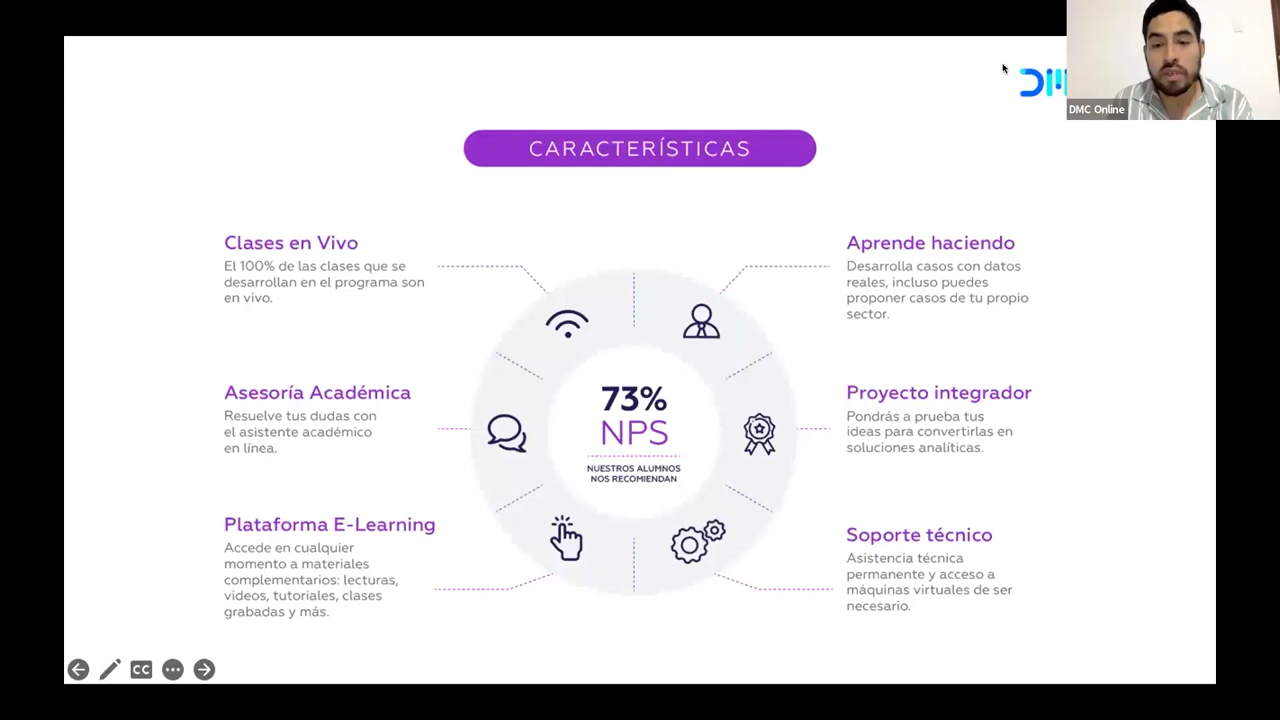 DMC Online
CARACTERÍSTICAS
Clases en Vivo
El 100% de las clases que se
desarrollan en el programa son
en vivo.
Asesoría Académica
Resuelve tus dudas con
el asistente académico
en línea.
Plataforma E-Learning
Accede en cualquier
momento a materiales
complementarios: lecturas,
videos, tutoriales, clases
grabadas y más.
73%
NPS
NUESTROS ALUMNOS
NOS RECOMIENDAN
Aprende haciendo
Desarrolla casos con datos
reales, incluso puedes
proponer casos de tu propio
sector.
Proyecto integrador
Pondrás a prueba tus
ideas para convertirlas en
soluciones analíticas.
Soporte técnico
Asistencia técnica
permanente y acceso a
máquinas virtuales de ser
necesario.
CC